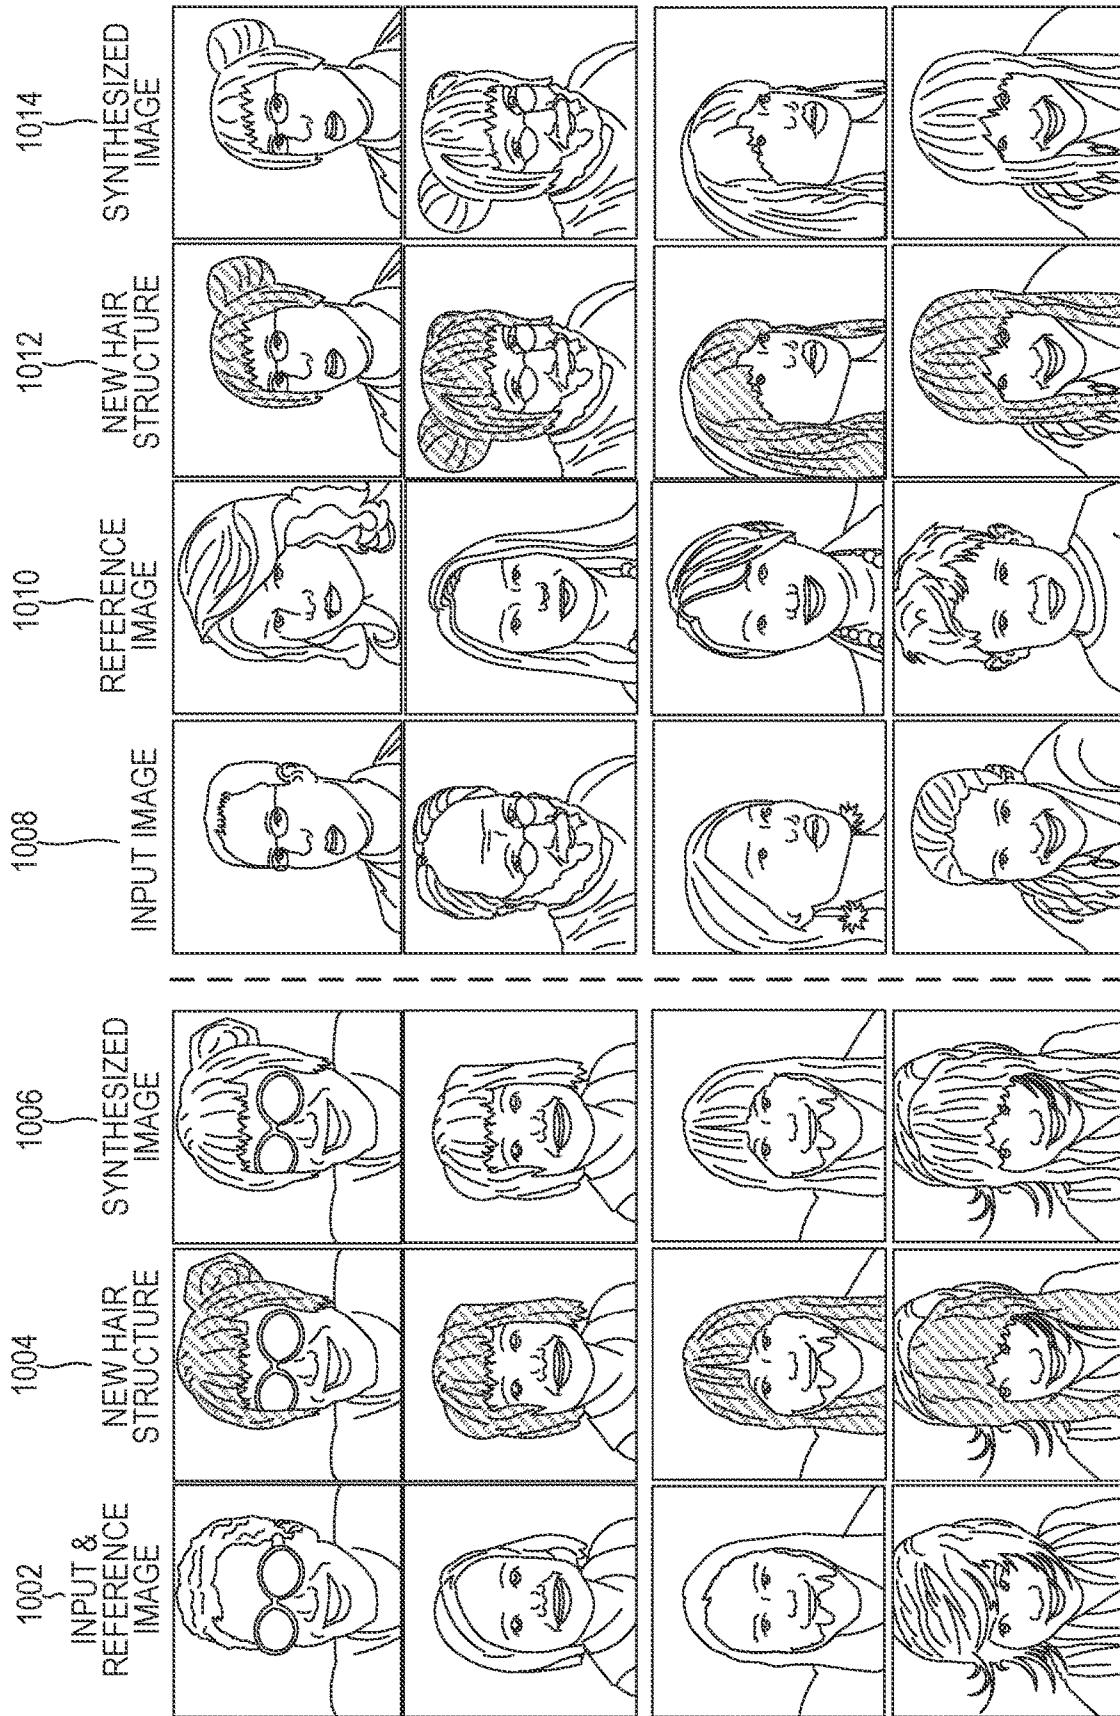 1002
INPUT &
REFERENCE
IMAGE
1004
NEW HAIR
STRUCTURE
1006
SYNTHESIZED
IMAGE
1008
INPUT IMAGE
1010
REFERENCE
IMAGE
1012
NEW HAIR
STRUCTURE
1014
SYNTHESIZED
IMAGE